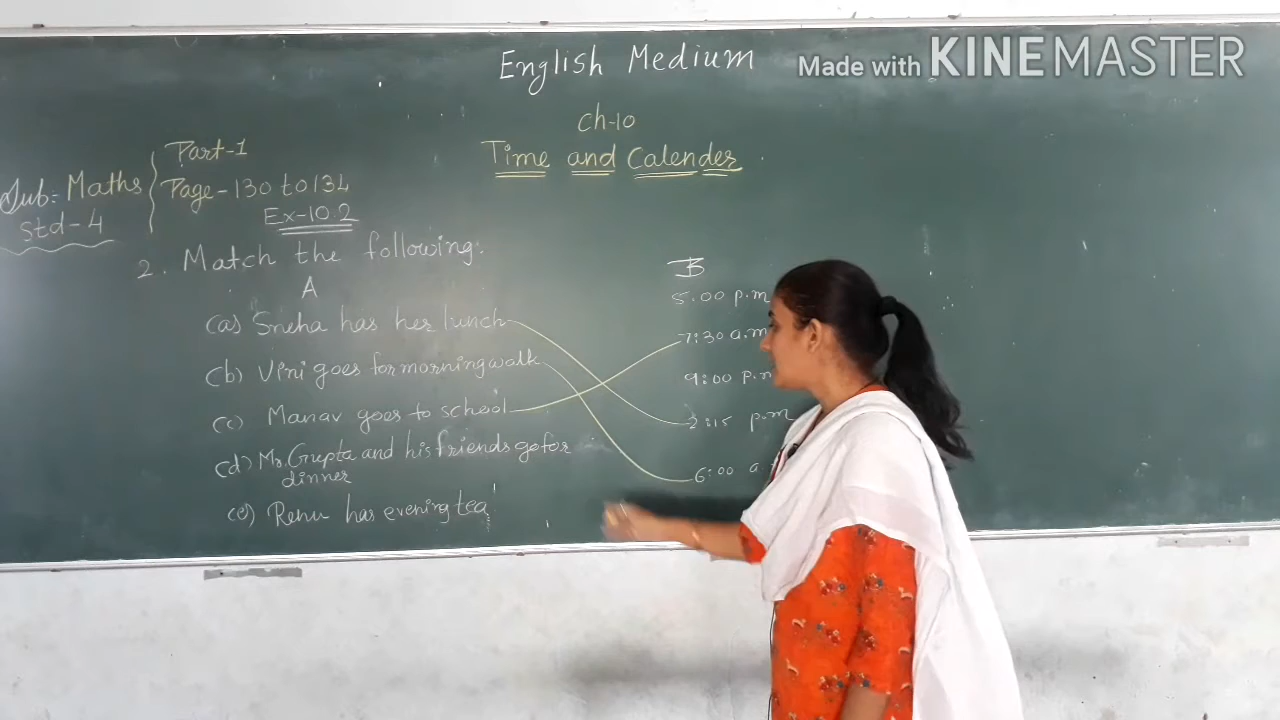 English Medium
Made with KINEMASTER
Ch-10
Time and Calender
Sub:- Maths
Std-4
Part-1
Page-130 to 134
Ex-10.2
2. Match the following:
A
B
(a) Sneha has her lunch
(b) Vini goes for morning walk
(c) Manav goes to school
(d) Mr. Gupta and his friends go for
dinner
(e) Renu has evening tea
5.00 p.m
7:30 a.m
9:00 p.m
2:15 p.m
6:00 a